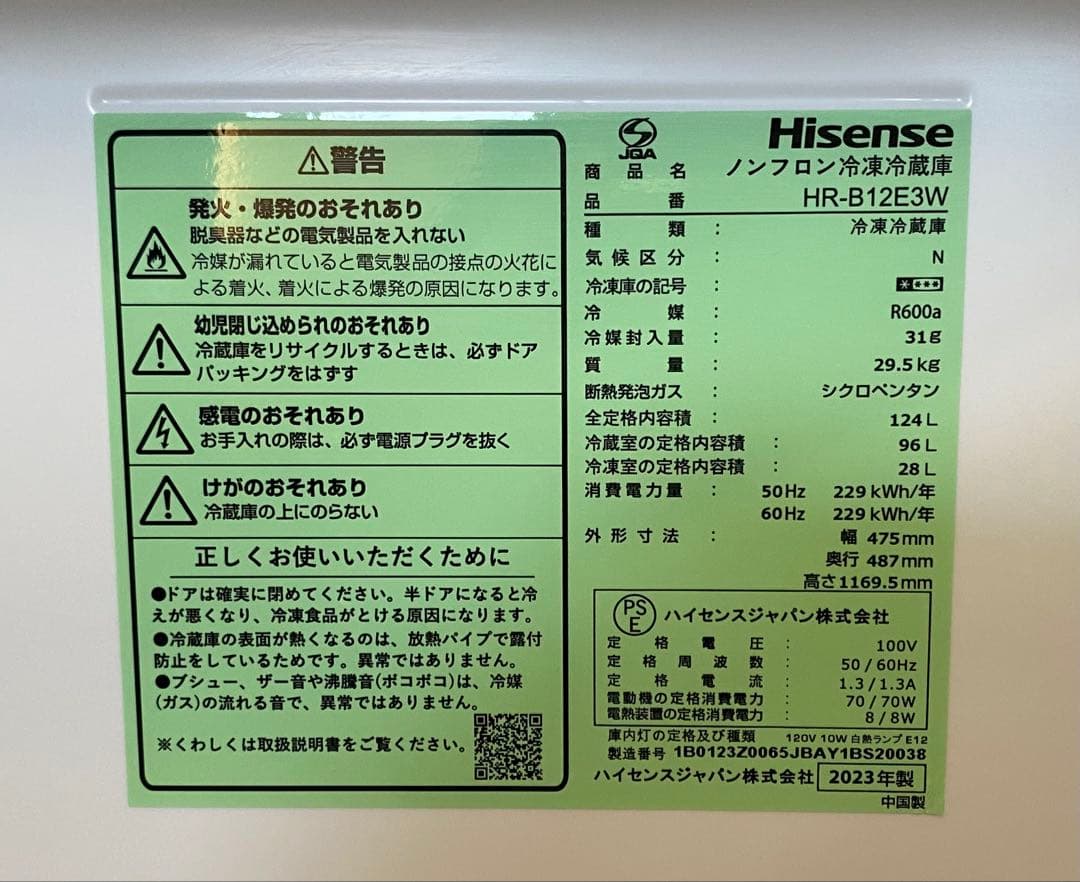 ⚠警告
発火・爆発のおそれあり
脱臭器などの電気製品を入れない
冷媒が漏れていると電気製品の接点の火花に
よる着火、着火による爆発の原因になります。
幼児閉じ込められのおそれあり
冷蔵庫をリサイクルするときは、必ずドア
パッキングをはずす
感電のおそれあり
お手入れの際は、必ず電源プラグを抜く
けがのおそれあり
冷蔵庫の上にのらない
正しくお使いいただくために
●ドアは確実に閉めてください。半ドアになると冷
えが悪くなり、冷凍食品がとける原因になります。
●冷蔵庫の表面が熱くなるのは、放熱パイプで露付
防止をしているためです。異常ではありません。
●ブシュー、ザー音や沸騰音(ポコポコ)は、冷媒
(ガス)の流れる音で、異常ではありません。
※くわしくは取扱説明書をご覧ください。
JQA
Hisense
商品名 ノンフロン冷凍冷蔵庫
品番 HR-B12E3W
種類 : 冷凍冷蔵庫
気候区分 : N
冷凍庫の記号 : ****
冷媒 : R600a
冷媒封入量 : 31g
質量 : 29.5kg
断熱発泡ガス : シクロペンタン
全定格内容積 : 124L
冷蔵室の定格内容積 : 96L
冷凍室の定格内容積 : 28L
消費電力量 : 50Hz 229kWh/年
60Hz 229kWh/年
外形寸法 : 幅 475mm
奥行 487mm
高さ1169.5mm
PSE ハイセンスジャパン株式会社
定格電圧 : 100V
定格周波数 : 50/60Hz
定格電流 : 1.3/1.3A
電動機の定格消費電力 : 70/70W
電熱装置の定格消費電力 : 8/8W
庫内灯の定格及び種類 120V 10W 白熱ランプ E12
製造番号 1B0123Z0065JBAY1BS20038
ハイセンスジャパン株式会社 2023年製
中国製